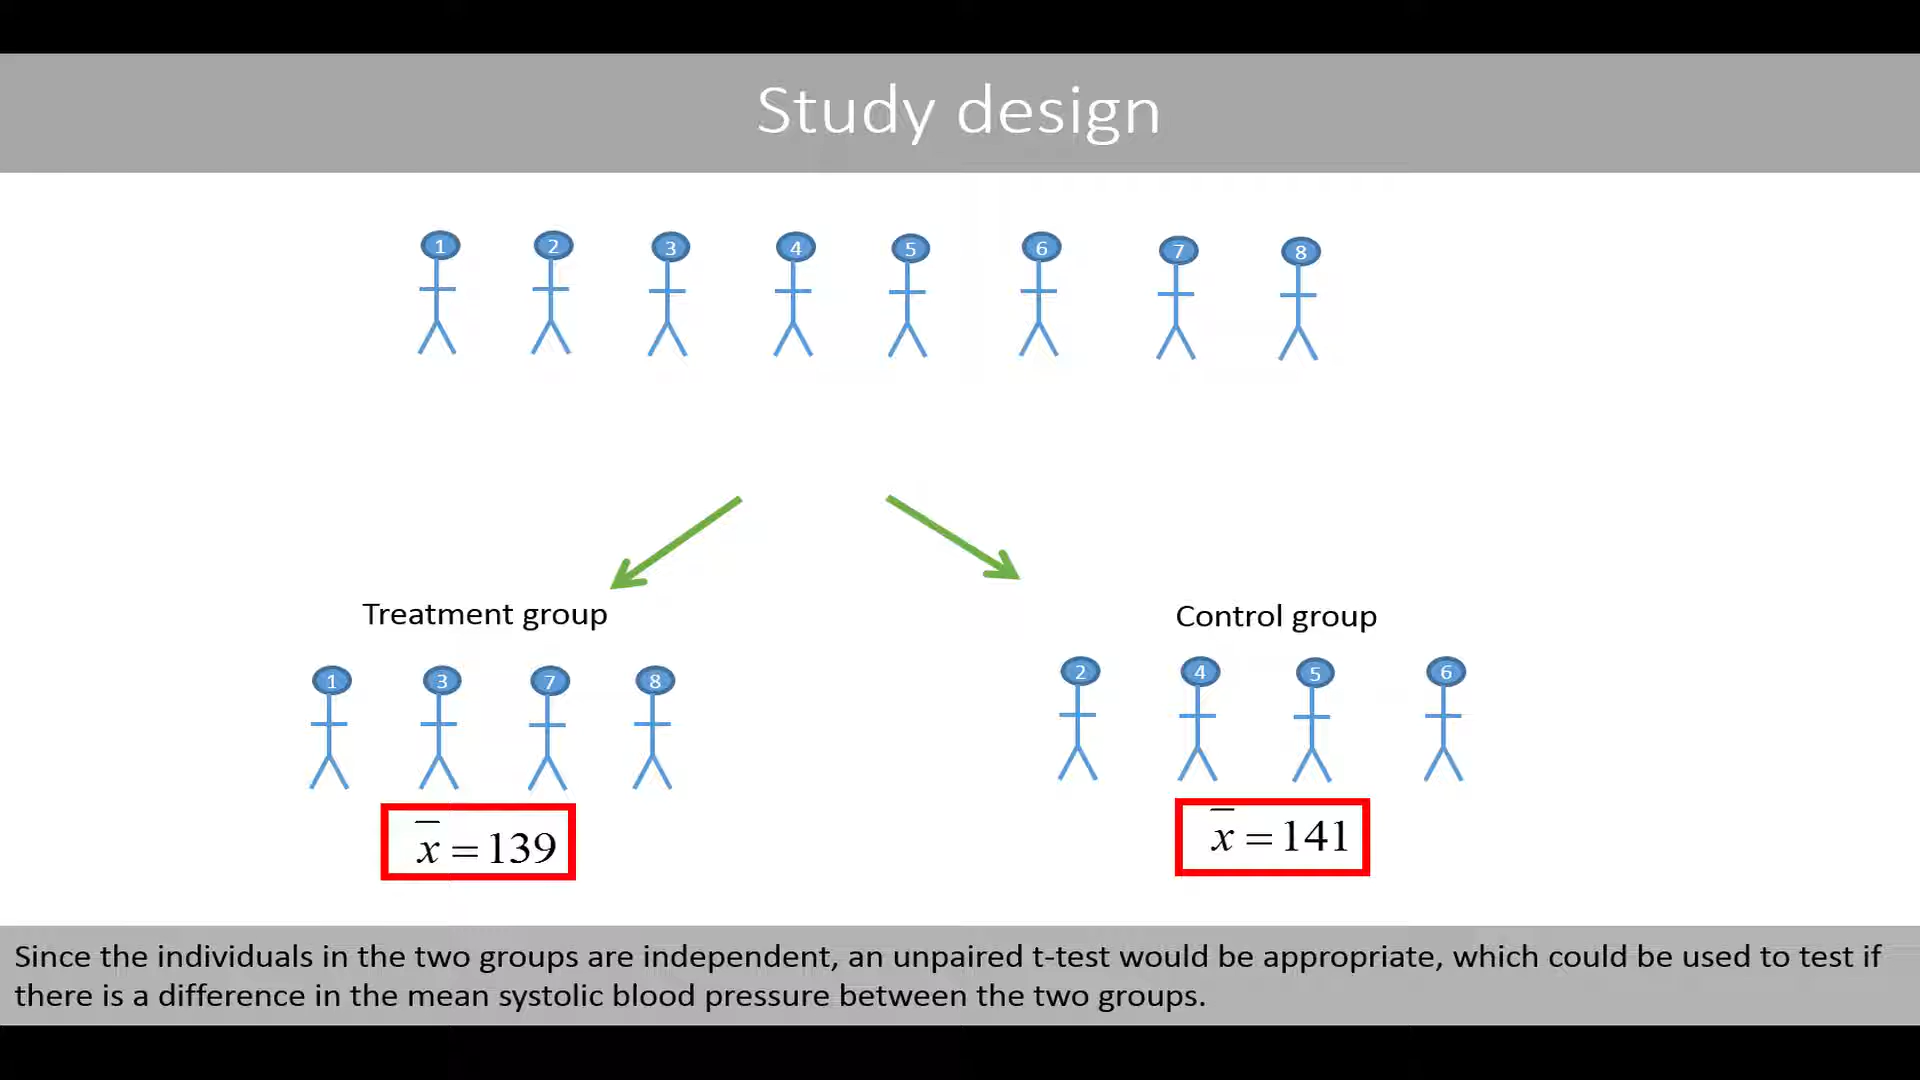 Study design
1 2 3 4 5 6 7 8
Treatment group
Control group
1 3 7 8
2 4 5 6
x̅ = 139
x̅ = 141
Since the individuals in the two groups are independent, an unpaired t-test would be appropriate, which could be used to test if
there is a difference in the mean systolic blood pressure between the two groups.